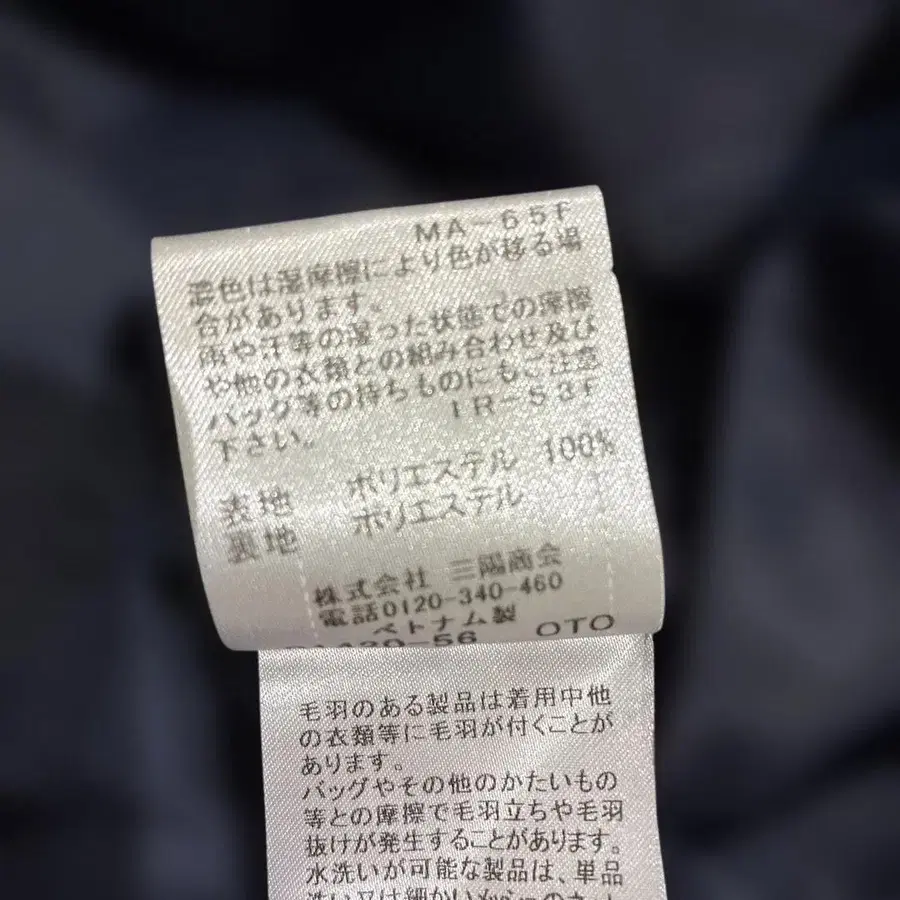 MA-65F
濃色は湿摩擦により色が移る場
合があります。
雨や汗等の湿った状態での摩擦
や他の衣類との組み合わせ及び
バッグ等の持ちものにもご注意
下さい。 IR-53F
表地 ポリエステル 100%
裏地 ポリエステル
株式会社 三陽商会
電話0120-340-460
ベトナム製
20-56 OTO
毛羽のある製品は着用中他
の衣類等に毛羽が付くことが
あります。
バッグやその他のかたいもの
等との摩擦で毛羽立ちや毛羽
抜けが発生することがあります。
水洗いが可能な製品は、単品